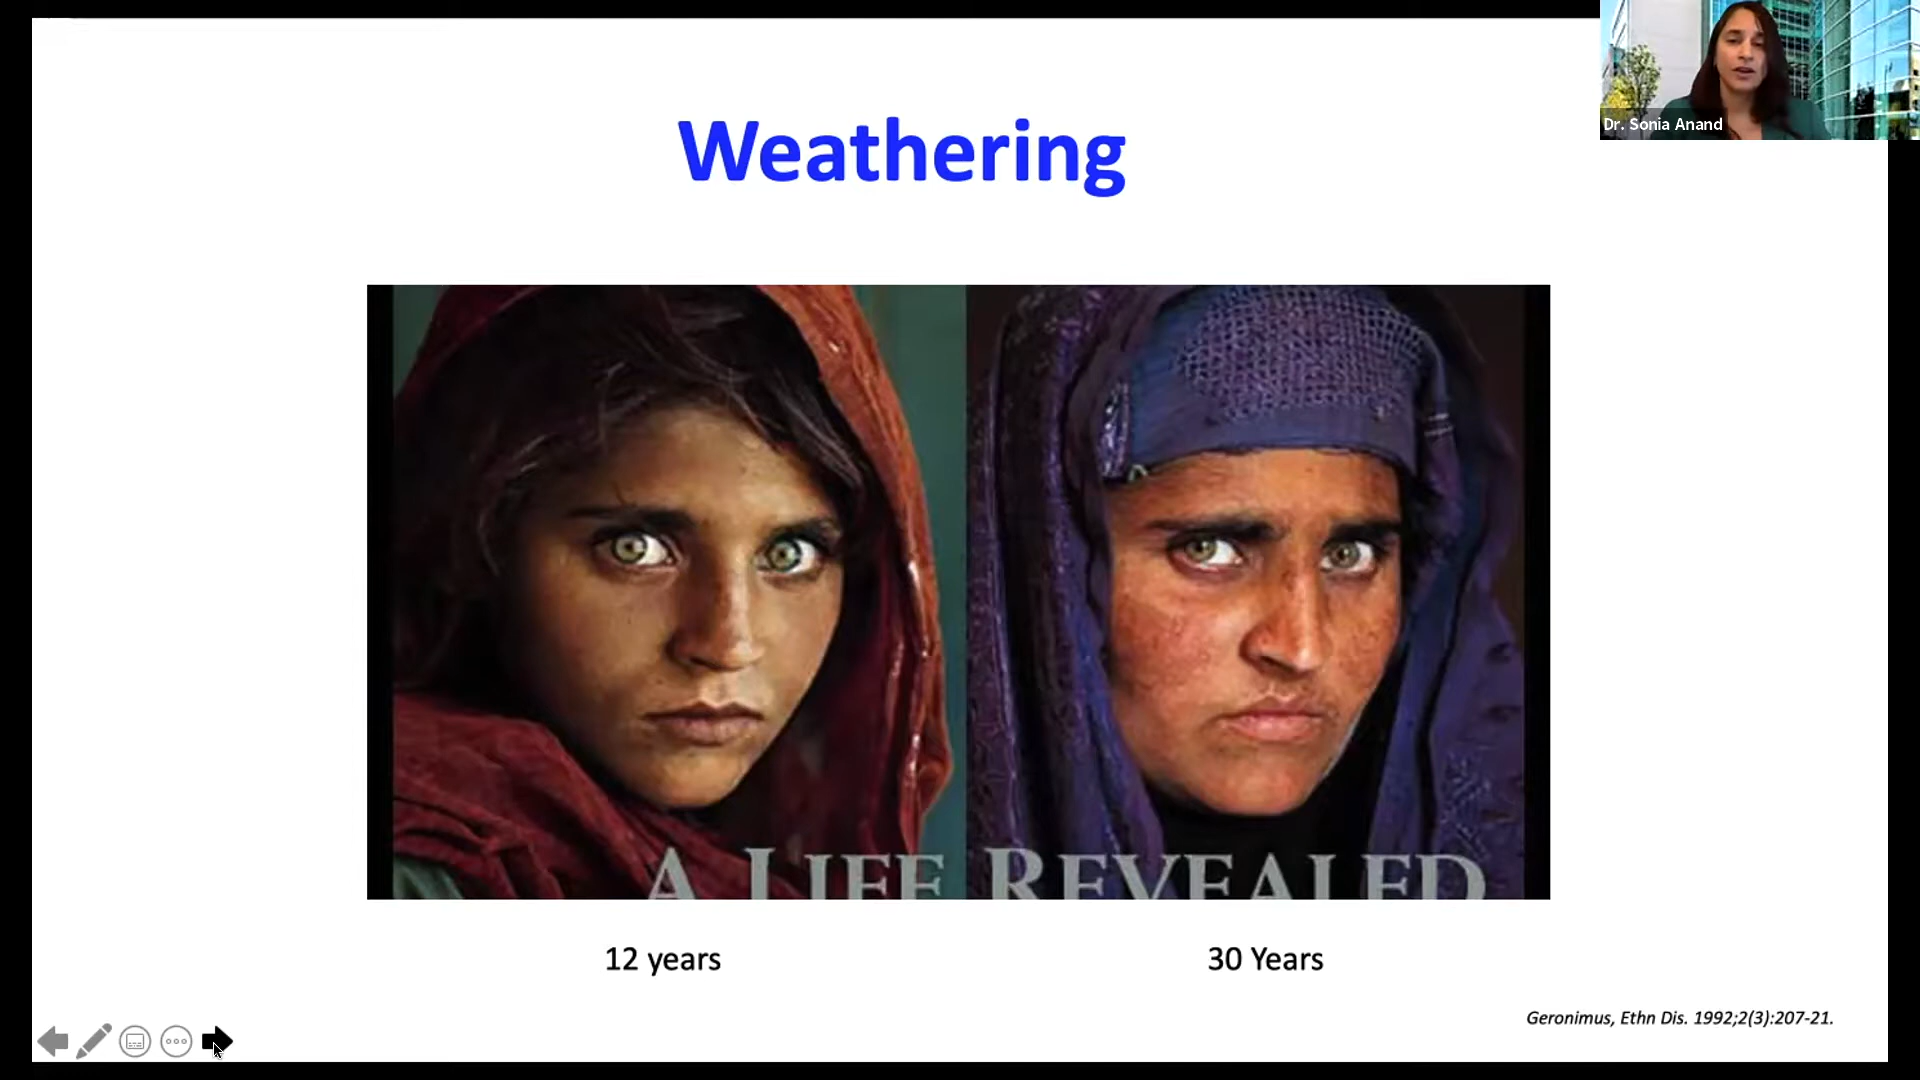 Dr. Sonia Anand
Weathering
A LIFE REVEALED
12 years
30 Years
Geronimus, Ethn Dis. 1992;2(3):207-21.